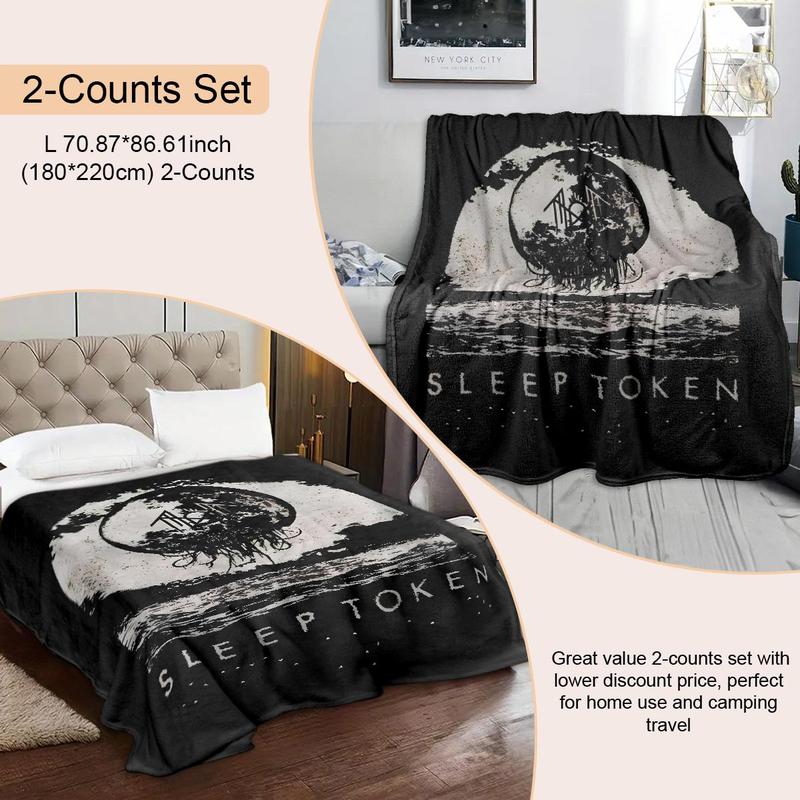 2-Counts Set
L 70.87*86.61inch
(180*220cm) 2-Counts
NEW YORK CITY
SLEEP TOKEN
SLEEP TOKEN
Great value 2-counts set with
lower discount price, perfect
for home use and camping
travel